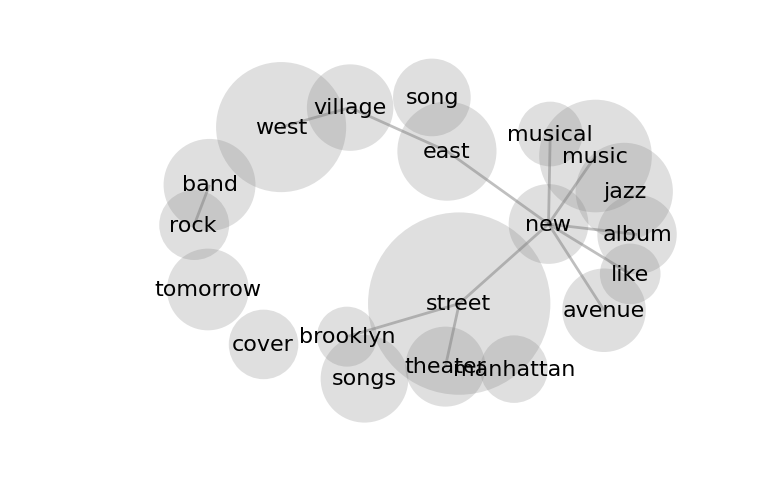 song
village
west
musical
east
music
band
jazz
rock
new
album
like
tomorrow
street
avenue
brooklyn
cover
theater
manhattan
songs